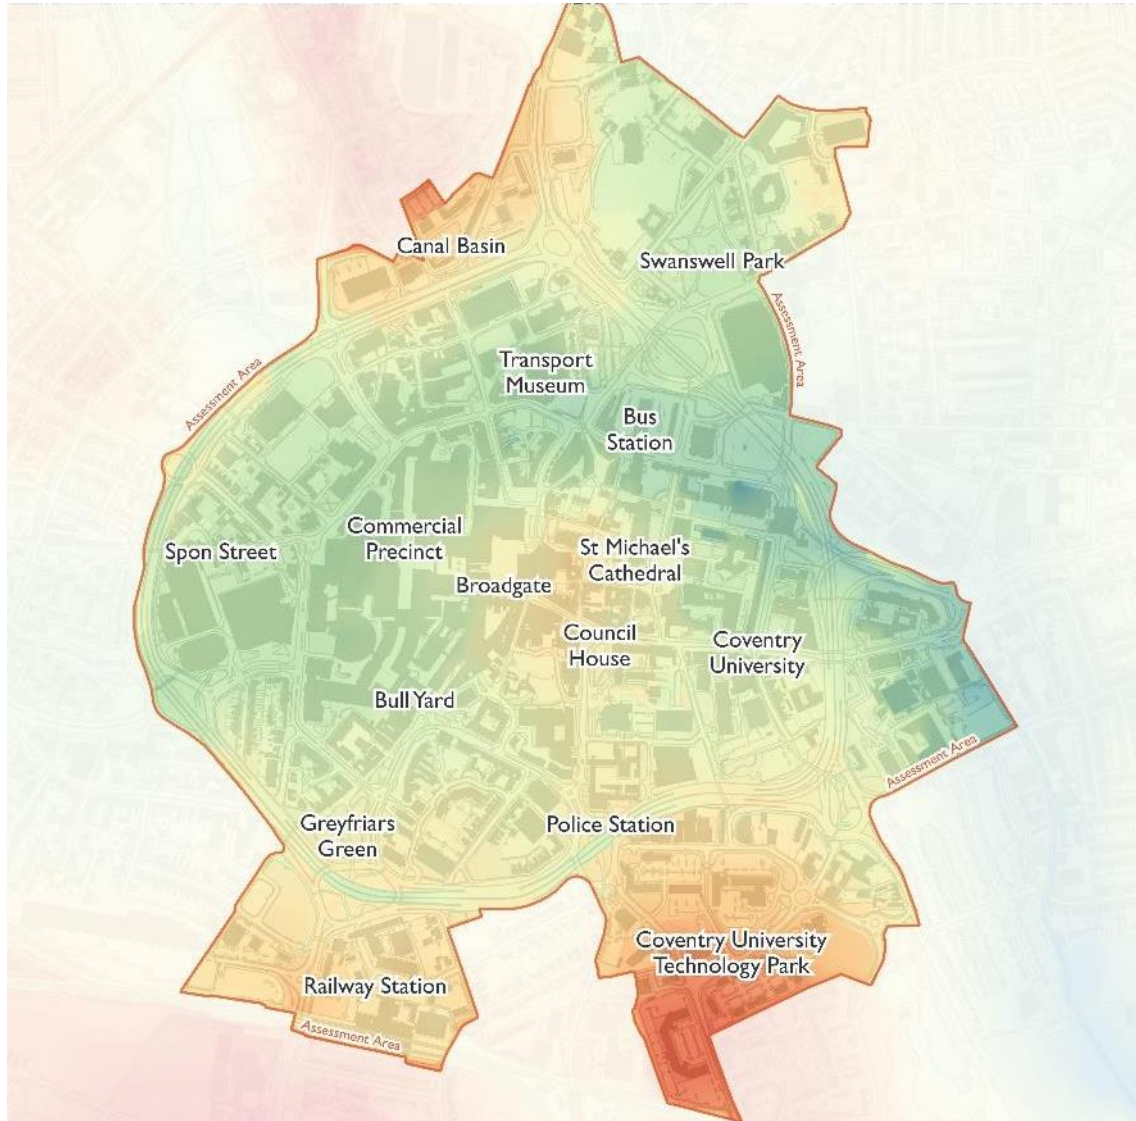 Canal Basin
Swanswell Park
Assessment Area
Assessment Area
Transport
Museum
Bus
Station
Commercial
Precinct
Spon Street
St Michael's
Cathedral
Broadgate
Council
House
Coventry
University
Bull Yard
Assessment Area
Greyfriars
Green
Police Station
Coventry University
Technology Park
Railway Station
Assessment Area